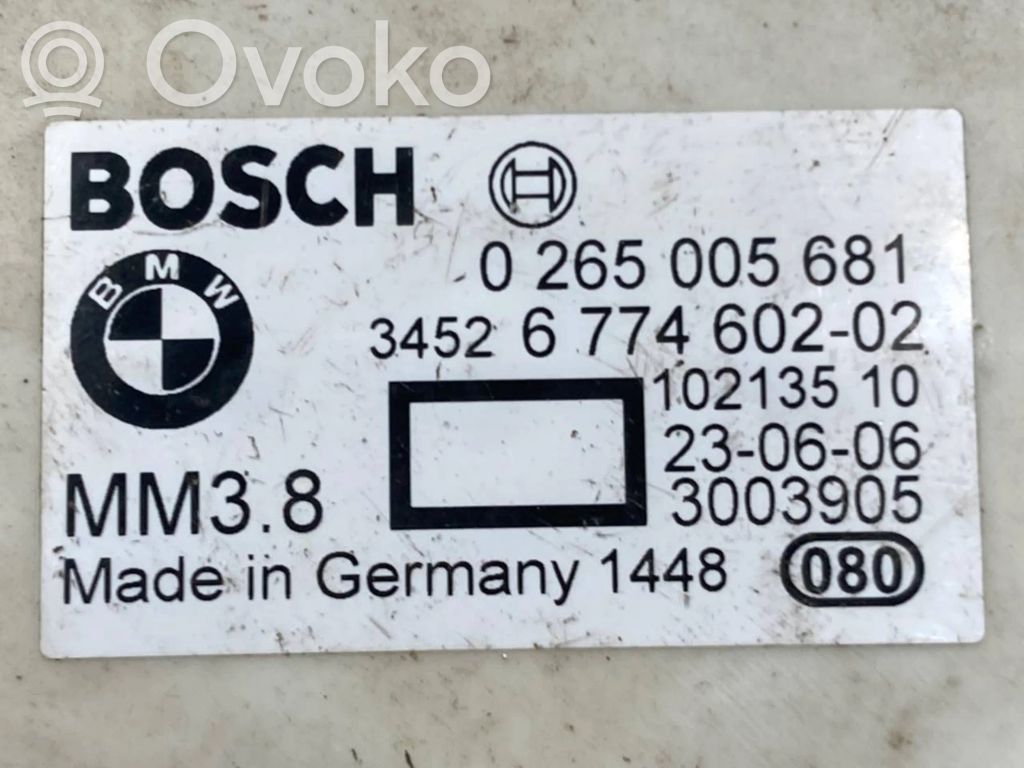 Ovoko
BOSCH
0 265 005 681
BMW
3452 6 774 602-02
102135 10
23-06-06
MM3.8
3003905
Made in Germany 1448 080